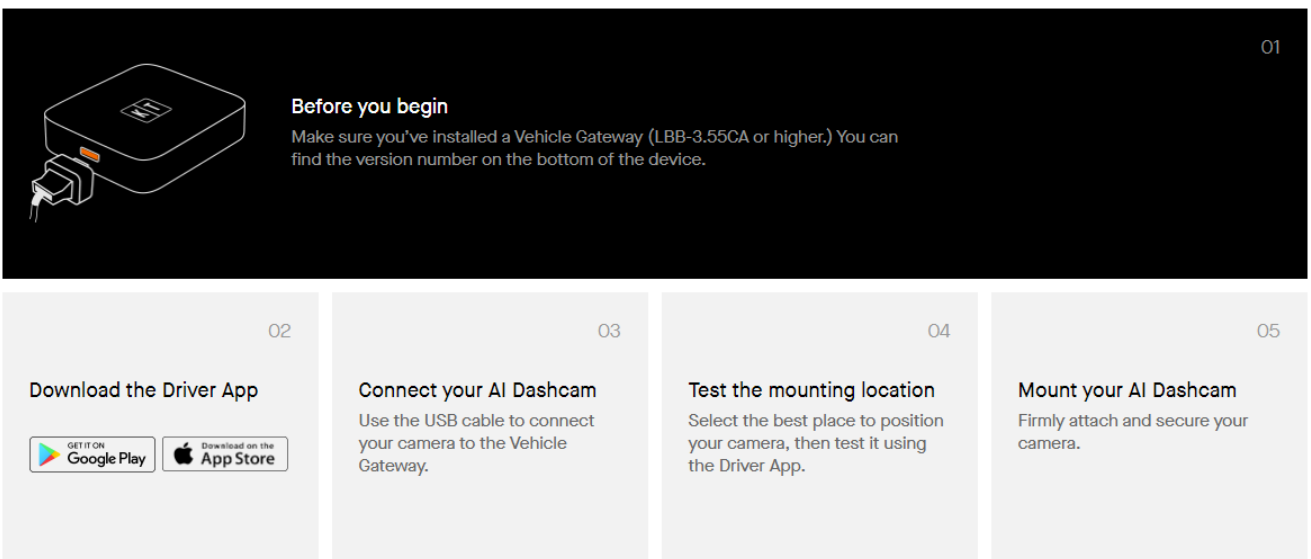 01
KIT
Before you begin
Make sure you've installed a Vehicle Gateway (LBB-3.55CA or higher.) You can
find the version number on the bottom of the device.
02
Download the Driver App
GET IT ON
Google Play
Download on the
App Store
03
Connect your AI Dashcam
Use the USB cable to connect
your camera to the Vehicle
Gateway.
04
Test the mounting location
Select the best place to position
your camera, then test it using
the Driver App.
05
Mount your AI Dashcam
Firmly attach and secure your
camera.